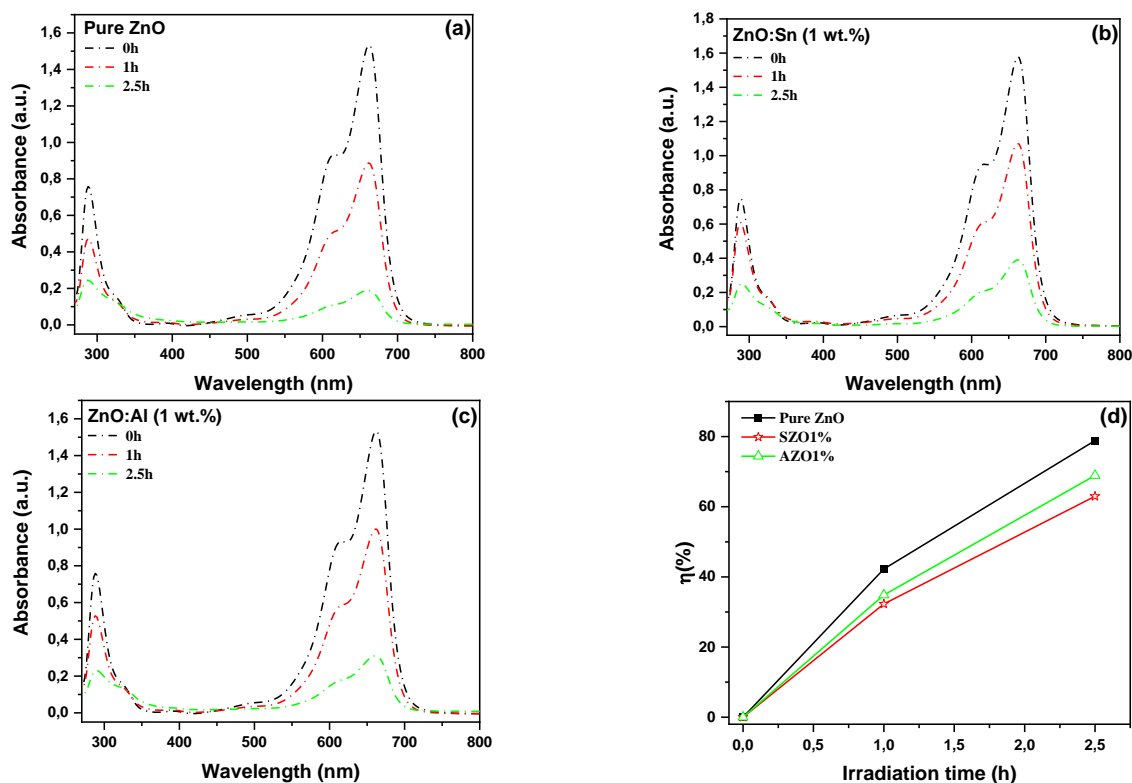 Pure ZnO
(a)
0h
1h
2.5h
1,6
1,4
1,2
1,0
0,8
0,6
0,4
0,2
0,0
Absorbance (a.u.)
300 400 500 600 700 800
Wavelength (nm)
ZnO:Sn (1 wt.%)
(b)
0h
1h
2.5h
1,8
1,6
1,4
1,2
1,0
0,8
0,6
0,4
0,2
0,0
Absorbance (a.u.)
300 400 500 600 700 800
Wavelength (nm)
ZnO:Al (1 wt.%)
(c)
0h
1h
2.5h
1,6
1,4
1,2
1,0
0,8
0,6
0,4
0,2
0,0
Absorbance (a.u.)
300 400 500 600 700 800
Wavelength (nm)
(d)
Pure ZnO
SZO1%
AZO1%
80
60
40
20
0
η(%)
0,0 0,5 1,0 1,5 2,0 2,5
Irradiation time (h)